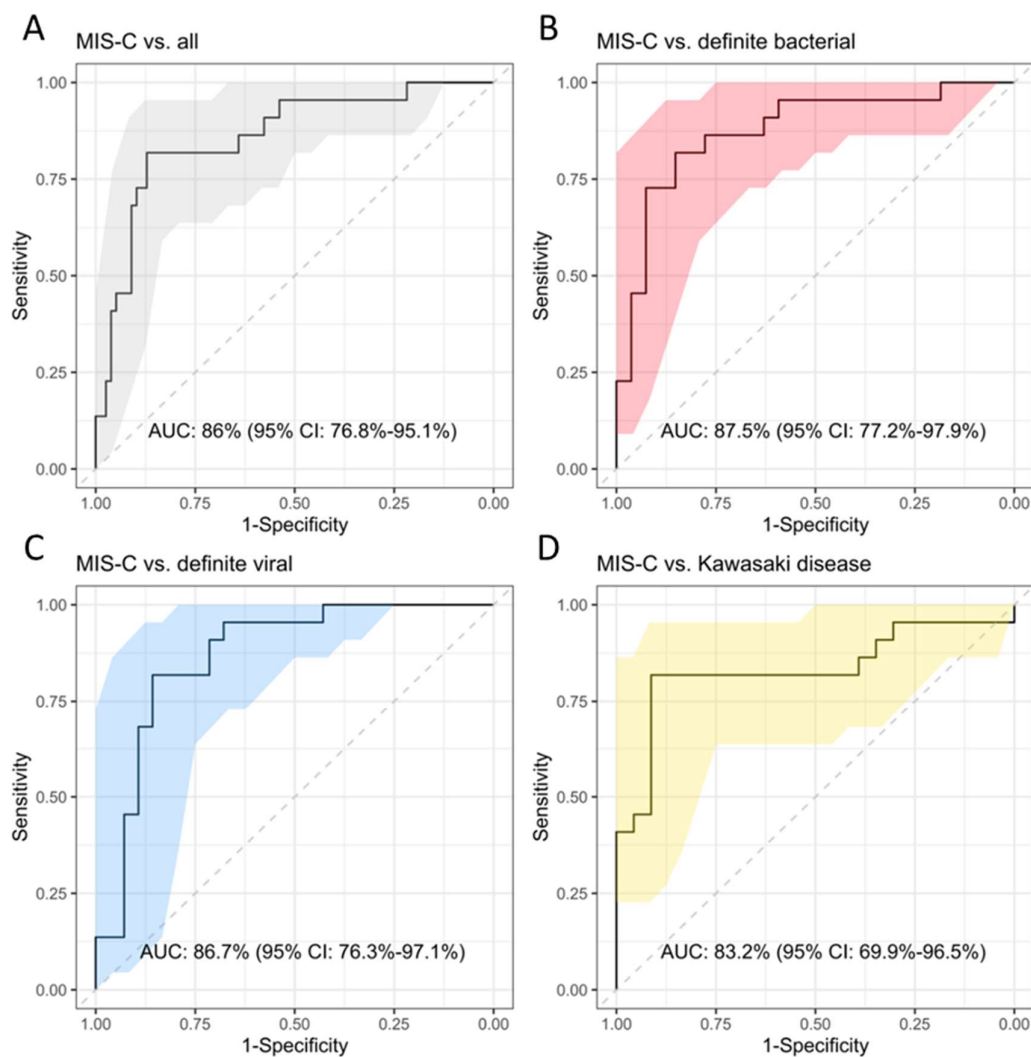 A
MIS-C vs. all
1.00
0.75
0.50
0.25
0.00
Sensitivity
AUC: 86% (95% CI: 76.8%-95.1%)
1.00 0.75 0.50 0.25 0.00
1-Specificity
B
MIS-C vs. definite bacterial
1.00
0.75
0.50
0.25
0.00
Sensitivity
AUC: 87.5% (95% CI: 77.2%-97.9%)
1.00 0.75 0.50 0.25 0.00
1-Specificity
C
MIS-C vs. definite viral
1.00
0.75
0.50
0.25
0.00
Sensitivity
AUC: 86.7% (95% CI: 76.3%-97.1%)
1.00 0.75 0.50 0.25 0.00
1-Specificity
D
MIS-C vs. Kawasaki disease
1.00
0.75
0.50
0.25
0.00
Sensitivity
AUC: 83.2% (95% CI: 69.9%-96.5%)
1.00 0.75 0.50 0.25 0.00
1-Specificity